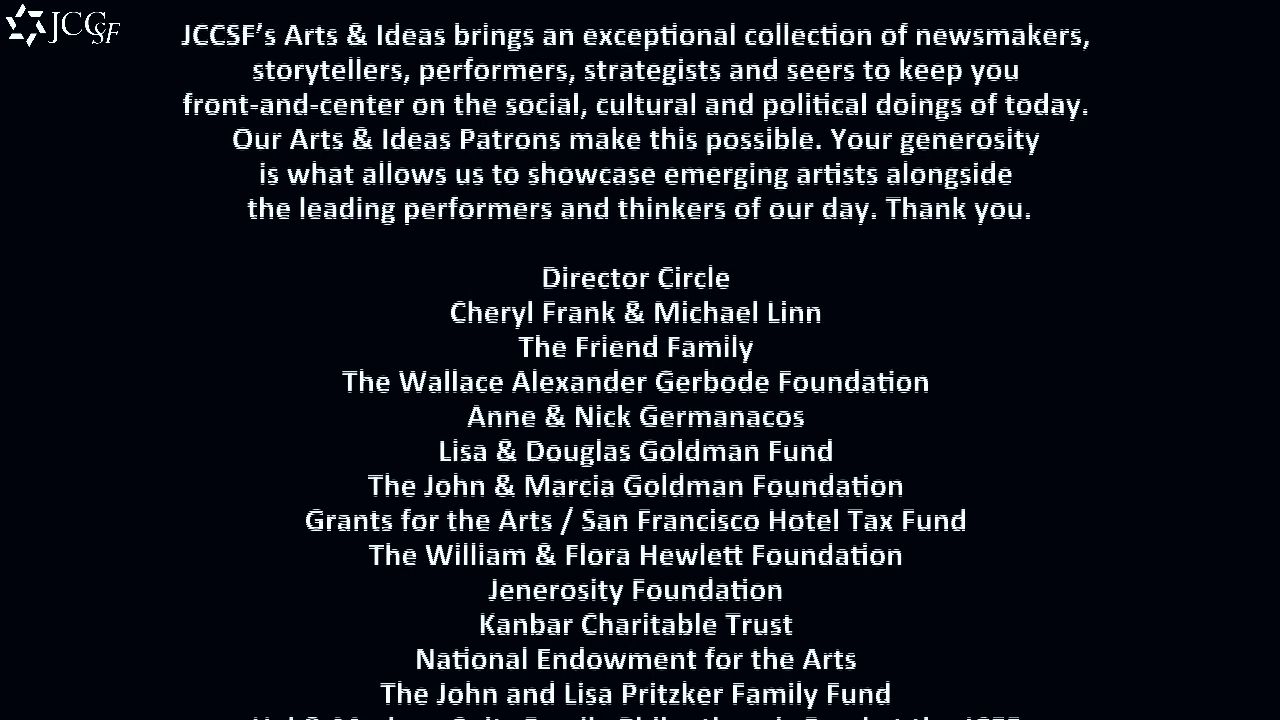 JCCSF
JCCSF's Arts & Ideas brings an exceptional collection of newsmakers,
storytellers, performers, strategists and seers to keep you
front-and-center on the social, cultural and political doings of today.
Our Arts & Ideas Patrons make this possible. Your generosity
is what allows us to showcase emerging artists alongside
the leading performers and thinkers of our day. Thank you.
Director Circle
Cheryl Frank & Michael Linn
The Friend Family
The Wallace Alexander Gerbode Foundation
Anne & Nick Germanacos
Lisa & Douglas Goldman Fund
The John & Marcia Goldman Foundation
Grants for the Arts / San Francisco Hotel Tax Fund
The William & Flora Hewlett Foundation
Jenerosity Foundation
Kanbar Charitable Trust
National Endowment for the Arts
The John and Lisa Pritzker Family Fund